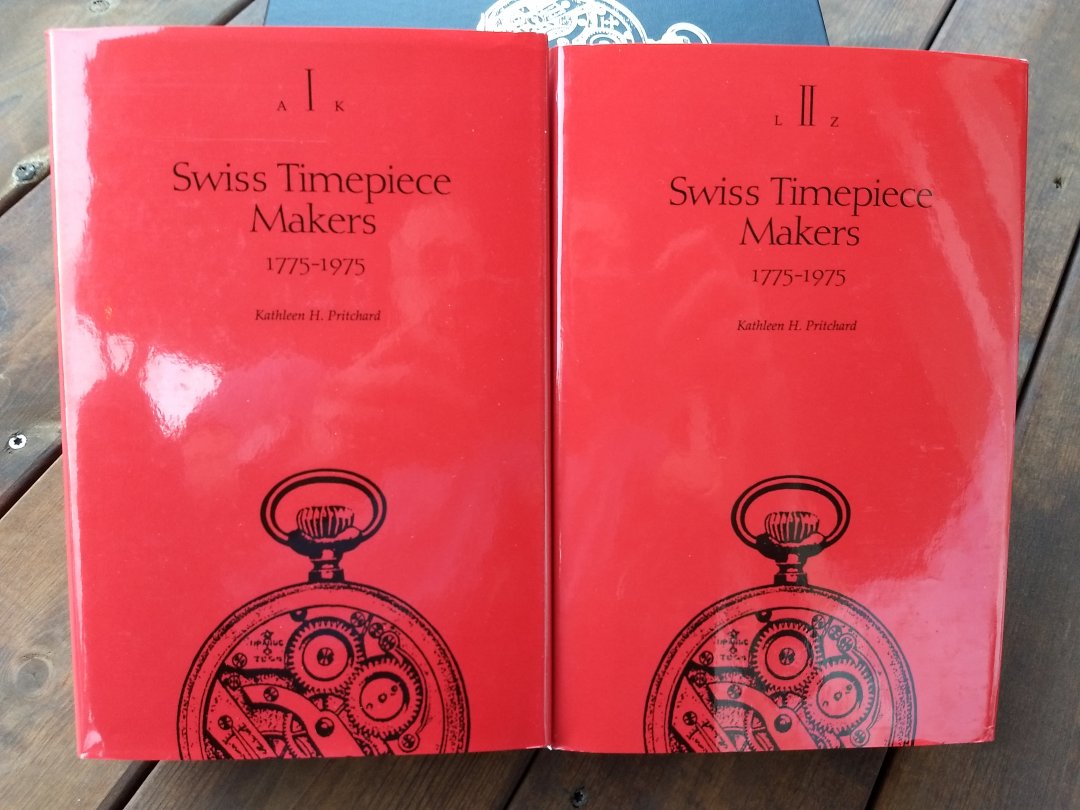 I
A K
Swiss Timepiece
Makers
1775-1975
Kathleen H. Pritchard
II
L Z
Swiss Timepiece
Makers
1775-1975
Kathleen H. Pritchard